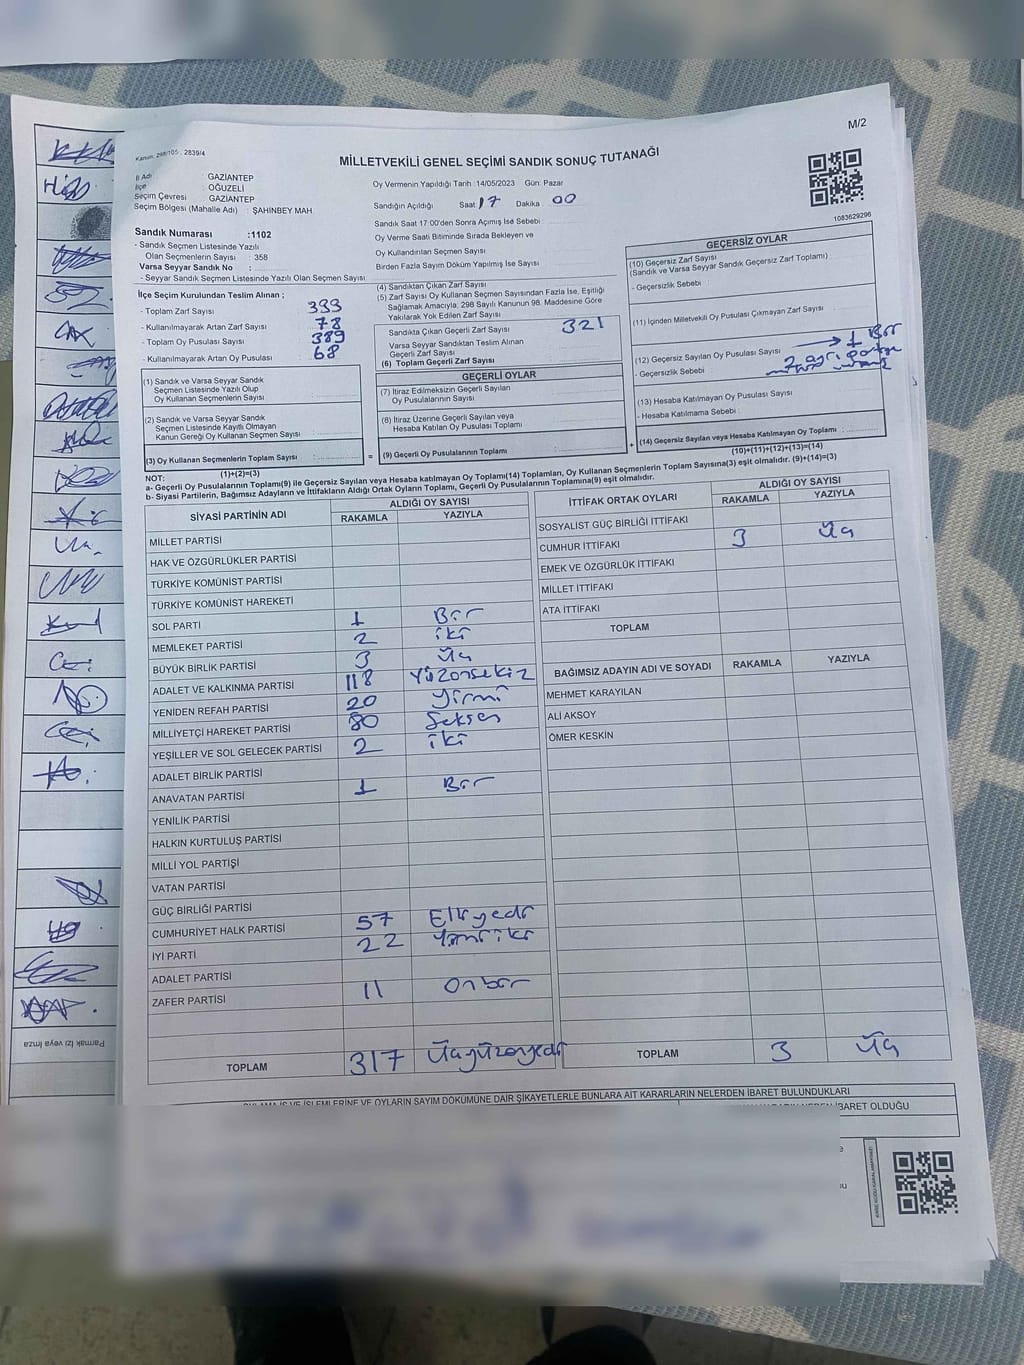 M/2
Kanun: 298/105 , 2839/4
MİLLETVEKİLİ GENEL SEÇİMİ SANDIK SONUÇ TUTANAĞI
İl Adı : GAZİANTEP
İlçe : OĞUZELİ
Seçim Çevresi : GAZİANTEP
Seçim Bölgesi (Mahalle Adı) : ŞAHİNBEY MAH
Sandık Numarası :1102
- Sandık Seçmen Listesinde Yazılı
Olan Seçmenlerin Sayısı : 358
Varsa Seyyar Sandık No :
- Seyyar Sandık Seçmen Listesinde Yazılı Olan Seçmen Sayısı
Oy Vermenin Yapıldığı Tarih : 14/05/2023 Gün: Pazar
Sandığın Açıldığı Saat: 17 Dakika : 00
Sandık Saat 17:00'den Sonra Açımış İse Sebebi :
Oy Verme Saati Bitiminde Sırada Bekleyen ve
Oy Kullandırılan Seçmen Sayısı
Birden Fazla Sayım Döküm Yapılmış İse Sayısı
1083629296
İlçe Seçim Kurulundan Teslim Alınan ;
- Toplam Zarf Sayısı 399
- Kullanılmayarak Artan Zarf Sayısı : 78
- Toplam Oy Pusulası Sayısı : 389
- Kullanılmayarak Artan Oy Pusulası : 68
(4) Sandıktan Çıkan Zarf Sayısı
(5) Zarf Sayısı Oy Kullanan Seçmen Sayısından Fazla İse, Eşitliği
Sağlamak Amacıyla; 298 Sayılı Kanunun 98. Maddesine Göre
Yakılarak Yok Edilen Zarf Sayısı
Sandıkta Çıkan Geçerli Zarf Sayısı 321
Varsa Seyyar Sandıktan Teslim Alınan
Geçerli Zarf Sayısı
(6) Toplam Geçerli Zarf Sayısı
GEÇERSİZ OYLAR
(10) Geçersiz Zarf Sayısı
(Sandık ve Varsa Seyyar Sandık Geçersiz Zarf Toplamı)
- Geçersizlik Sebebi
(11) İçinden Milletvekili Oy Pusulası Çıkmayan Zarf Sayısı
(12) Geçersiz Sayılan Oy Pusulası Sayısı 1 Bir
- Geçersizlik Sebebi 2 ayrı partiye
(13) Hesaba Katılmayan Oy Pusulası Sayısı
- Hesaba Katılmama Sebebi
(14) Geçersiz Sayılan veya Hesaba Katılmayan Oy Toplamı
(10)+(11)+(12)+(13)=(14)
(1) Sandık ve Varsa Seyyar Sandık
Seçmen Listesinde Yazılı Olup
Oy Kullanan Seçmenlerin Sayısı
(2) Sandık ve Varsa Seyyar Sandık
Seçmen Listesinde Kayıtlı Olmayan
Kanun Gereği Oy Kullanan Seçmen Sayısı
(3) Oy Kullanan Seçmenlerin Toplam Sayısı
(1)+(2)=(3)
GEÇERLİ OYLAR
(7) İtiraz Edilmeksizin Geçerli Sayılan
Oy Pusulalarının Sayısı
(8) İtiraz Üzerine Geçerli Sayılan veya
Hesaba Katılan Oy Pusulası Toplamı
= (9) Geçerli Oy Pusulalarının Toplamı +
NOT:
a- Geçerli Oy Pusulalarının Toplamı(9) ile Geçersiz Sayılan veya Hesaba katılmayan Oy Toplam(14) Toplamları, Oy Kullanan Seçmenlerin Toplam Sayısına(3) eşit olmalıdır. (9)+(14)=(3)
b- Siyasi Partilerin, Bağımsız Adayların ve İttifakların Aldığı Ortak Oyların Toplamı, Geçerli Oy Pusulalarının Toplamına(9) eşit olmalıdır.
SİYASİ PARTİNİN ADI ALDIĞI OY SAYISI
RAKAMLA YAZIYLA
MİLLET PARTİSİ
HAK VE ÖZGÜRLÜKLER PARTİSİ
TÜRKİYE KOMÜNİST PARTİSİ
TÜRKİYE KOMÜNİST HAREKETİ
SOL PARTİ 1 Bir
MEMLEKET PARTİSİ 2 iki
BÜYÜK BİRLİK PARTİSİ 3 Üç
ADALET VE KALKINMA PARTİSİ 118 Yüzonsekiz
YENİDEN REFAH PARTİSİ 20 Yirmi
MİLLİYETÇİ HAREKET PARTİSİ 80 Seksen
YEŞİLLER VE SOL GELECEK PARTİSİ 2 iki
ADALET BİRLİK PARTİSİ
ANAVATAN PARTİSİ 1 Bir
YENİLİK PARTİSİ
HALKIN KURTULUŞ PARTİSİ
MİLLİ YOL PARTİŞİ
VATAN PARTİSİ
GÜÇ BİRLİĞİ PARTİSİ
CUMHURİYET HALK PARTİSİ 57 Elliyedi
İYİ PARTİ 22 Yirmiiki
ADALET PARTİSİ
ZAFER PARTİSİ 11 Onbir
TOPLAM 317 Üçyüzonyedi
İTTİFAK ORTAK OYLARI ALDIĞI OY SAYISI
RAKAMLA YAZIYLA
SOSYALİST GÜÇ BİRLİĞİ İTTİFAKI
CUMHUR İTTİFAKI 3 Üç
EMEK VE ÖZGÜRLÜK İTTİFAKI
MİLLET İTTİFAKI
ATA İTTİFAKI
TOPLAM
BAĞIMSIZ ADAYIN ADI VE SOYADI RAKAMLA YAZIYLA
MEHMET KARAYILAN
ALİ AKSOY
ÖMER KESKİN
TOPLAM 3 Üç
Parmak İzi veya İmza
İŞLEMLERİNE VE OYLARIN SAYIM DÖKÜMÜNE DAİR ŞİKAYETLERLE BUNLARA AİT KARARLARIN NELERDEN İBARET BULUNDUKLARI
İBARET OLDUĞU